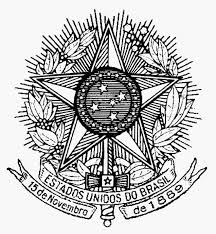 ESTADOS UNIDOS DO BRASIL
15 de Novembro
de 1889